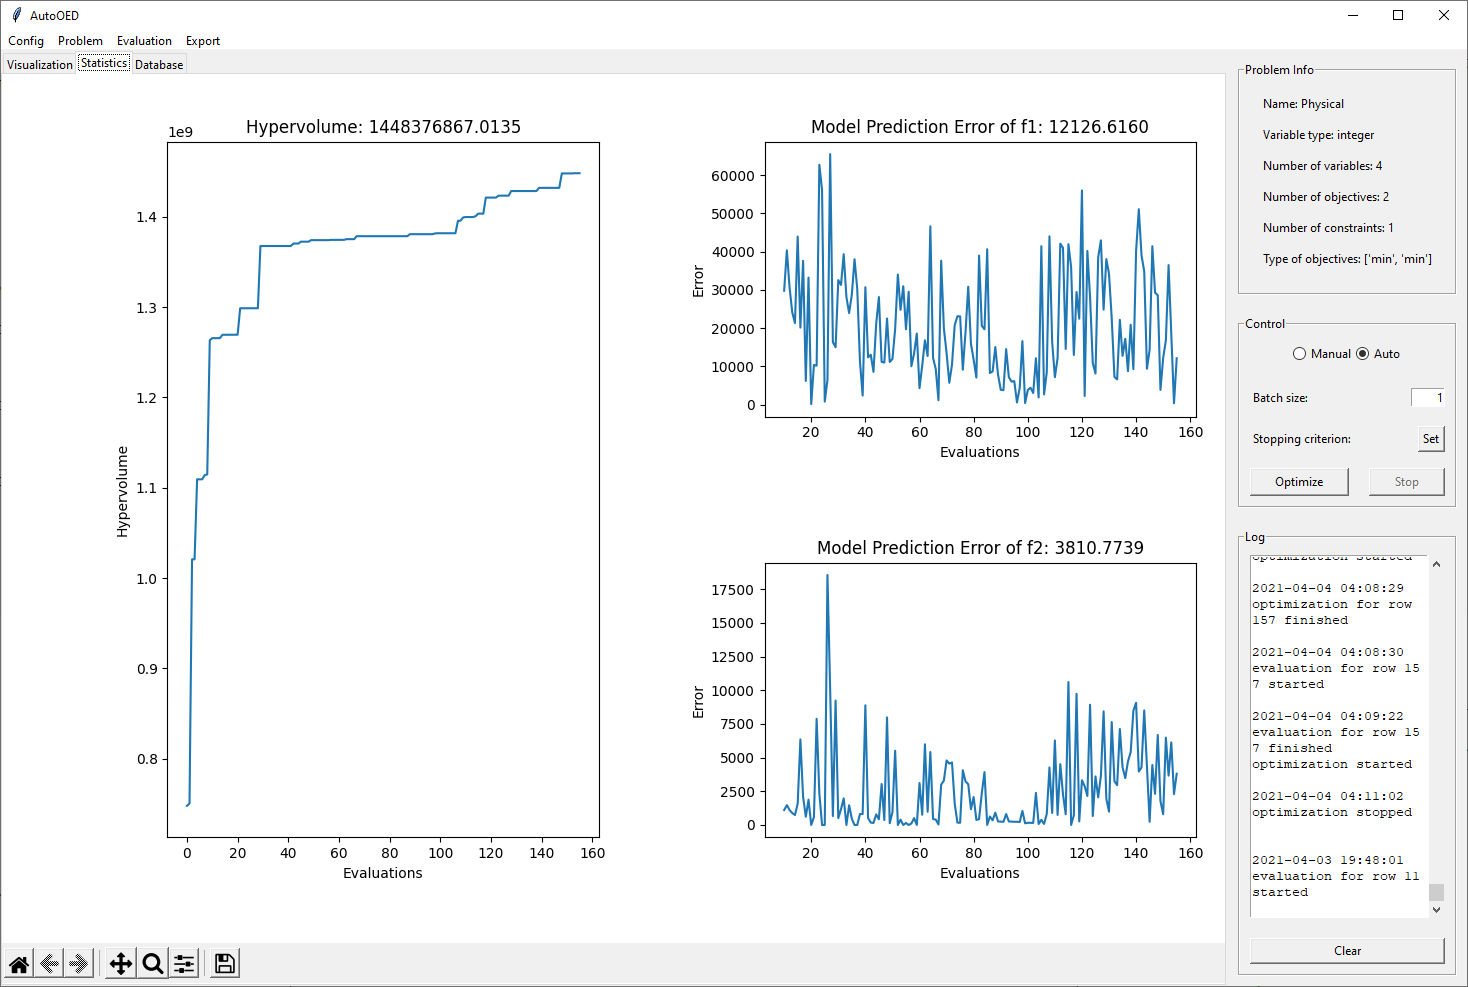 AutoOED
Config Problem Evaluation Export
Visualization Statistics Database
1e9
Hypervolume: 1448376867.0135
1.4
1.3
1.2
1.1
1.0
0.9
0.8
Hypervolume
0 20 40 60 80 100 120 140 160
Evaluations
Model Prediction Error of f1: 12126.6160
60000
50000
40000
30000
20000
10000
0
Error
20 40 60 80 100 120 140 160
Evaluations
Model Prediction Error of f2: 3810.7739
17500
15000
12500
10000
7500
5000
2500
0
Error
20 40 60 80 100 120 140 160
Evaluations
Problem Info
Name: Physical
Variable type: integer
Number of variables: 4
Number of objectives: 2
Number of constraints: 1
Type of objectives: ['min', 'min']
Control
Manual Auto
Batch size: 1
Stopping criterion: Set
Optimize Stop
Log
optimization started
2021-04-04 04:08:29
optimization for row
157 finished
2021-04-04 04:08:30
evaluation for row 15
7 started
2021-04-04 04:09:22
evaluation for row 15
7 finished
optimization started
2021-04-04 04:11:02
optimization stopped
2021-04-03 19:48:01
evaluation for row 11
started
Clear